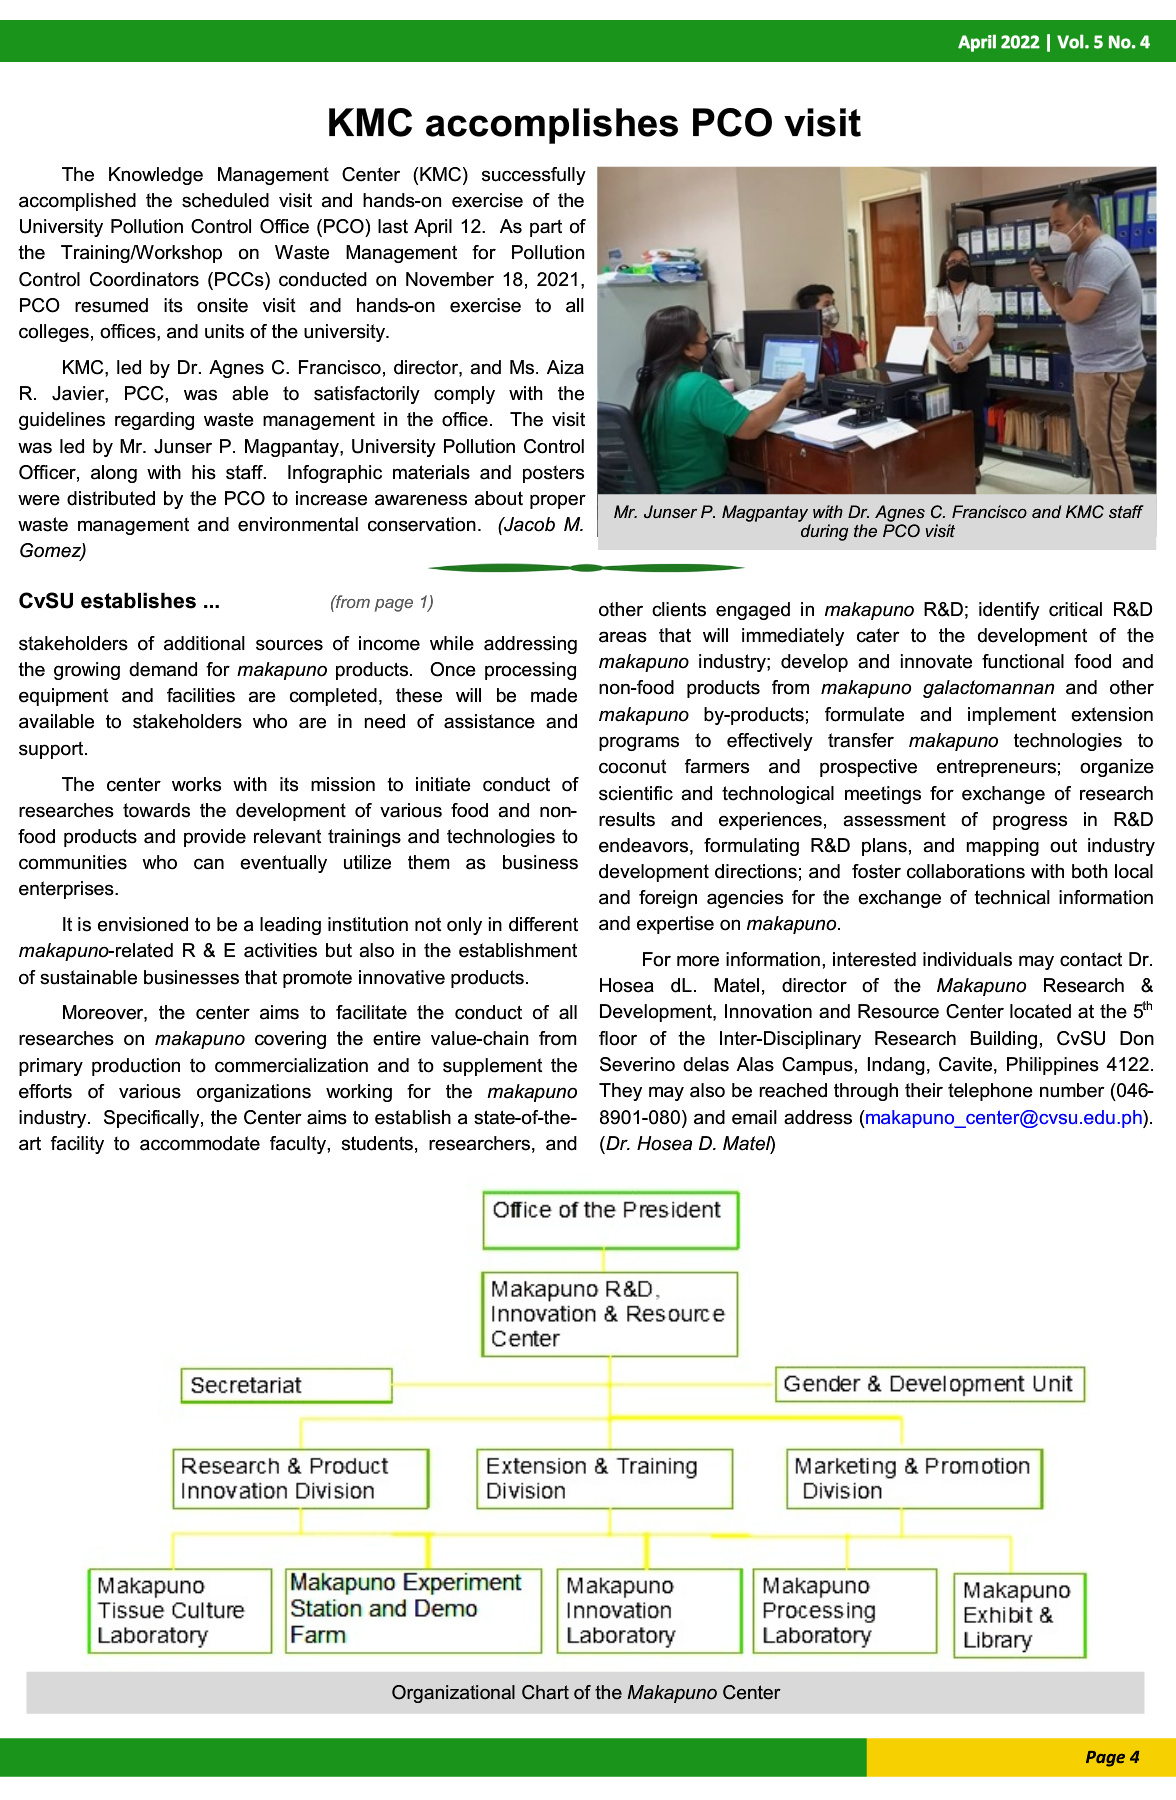 April 2022 | Vol. 5 No. 4
KMC accomplishes PCO visit
The Knowledge Management Center (KMC) successfully
accomplished the scheduled visit and hands-on exercise of the
University Pollution Control Office (PCO) last April 12. As part of
the Training/Workshop on Waste Management for Pollution
Control Coordinators (PCCs) conducted on November 18, 2021,
PCO resumed its onsite visit and hands-on exercise to all
colleges, offices, and units of the university.
KMC, led by Dr. Agnes C. Francisco, director, and Ms. Aiza
R. Javier, PCC, was able to satisfactorily comply with the
guidelines regarding waste management in the office. The visit
was led by Mr. Junser P. Magpantay, University Pollution Control
Officer, along with his staff. Infographic materials and posters
were distributed by the PCO to increase awareness about proper
waste management and environmental conservation. (Jacob M.
Gomez)
Mr. Junser P. Magpantay with Dr. Agnes C. Francisco and KMC staff
during the PCO visit
CvSU establishes ... (from page 1)
stakeholders of additional sources of income while addressing
the growing demand for makapuno products. Once processing
equipment and facilities are completed, these will be made
available to stakeholders who are in need of assistance and
support.
The center works with its mission to initiate conduct of
researches towards the development of various food and non-
food products and provide relevant trainings and technologies to
communities who can eventually utilize them as business
enterprises.
It is envisioned to be a leading institution not only in different
makapuno-related R & E activities but also in the establishment
of sustainable businesses that promote innovative products.
Moreover, the center aims to facilitate the conduct of all
researches on makapuno covering the entire value-chain from
primary production to commercialization and to supplement the
efforts of various organizations working for the makapuno
industry. Specifically, the Center aims to establish a state-of-the-
art facility to accommodate faculty, students, researchers, and
other clients engaged in makapuno R&D; identify critical R&D
areas that will immediately cater to the development of the
makapuno industry; develop and innovate functional food and
non-food products from makapuno galactomannan and other
makapuno by-products; formulate and implement extension
programs to effectively transfer makapuno technologies to
coconut farmers and prospective entrepreneurs; organize
scientific and technological meetings for exchange of research
results and experiences, assessment of progress in R&D
endeavors, formulating R&D plans, and mapping out industry
development directions; and foster collaborations with both local
and foreign agencies for the exchange of technical information
and expertise on makapuno.
For more information, interested individuals may contact Dr.
Hosea dL. Matel, director of the Makapuno Research &
Development, Innovation and Resource Center located at the 5th
floor of the Inter-Disciplinary Research Building, CvSU Don
Severino delas Alas Campus, Indang, Cavite, Philippines 4122.
They may also be reached through their telephone number (046-
8901-080) and email address (makapuno_center@cvsu.edu.ph).
(Dr. Hosea D. Matel)
Office of the President
Makapuno R&D,
Innovation & Resource
Center
Secretariat
Gender & Development Unit
Research & Product
Innovation Division
Extension & Training
Division
Marketing & Promotion
Division
Makapuno
Tissue Culture
Laboratory
Makapuno Experiment
Station and Demo
Farm
Makapuno
Innovation
Laboratory
Makapuno
Processing
Laboratory
Makapuno
Exhibit &
Library
Organizational Chart of the Makapuno Center
Page 4